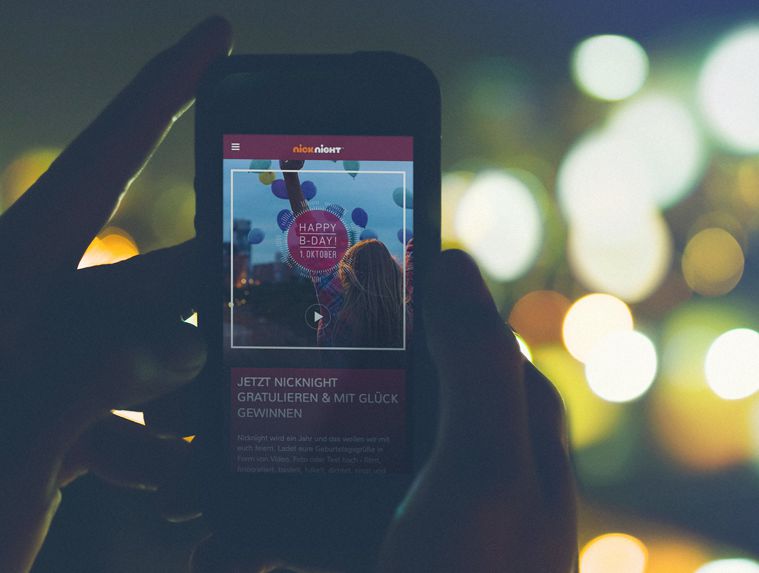 nicknight
HAPPY
B-DAY!
1. OKTOBER
JETZT NICKNIGHT
GRATULIEREN & MIT GLÜCK
GEWINNEN
Nicknight wird ein Jahr und das wollen wir mit
euch feiern. Ladet eure Geburtstagsgrüße in
Form von Video, Foto oder Text hoch - filmt,
fotografiert, bastelt, dichtet, singt und